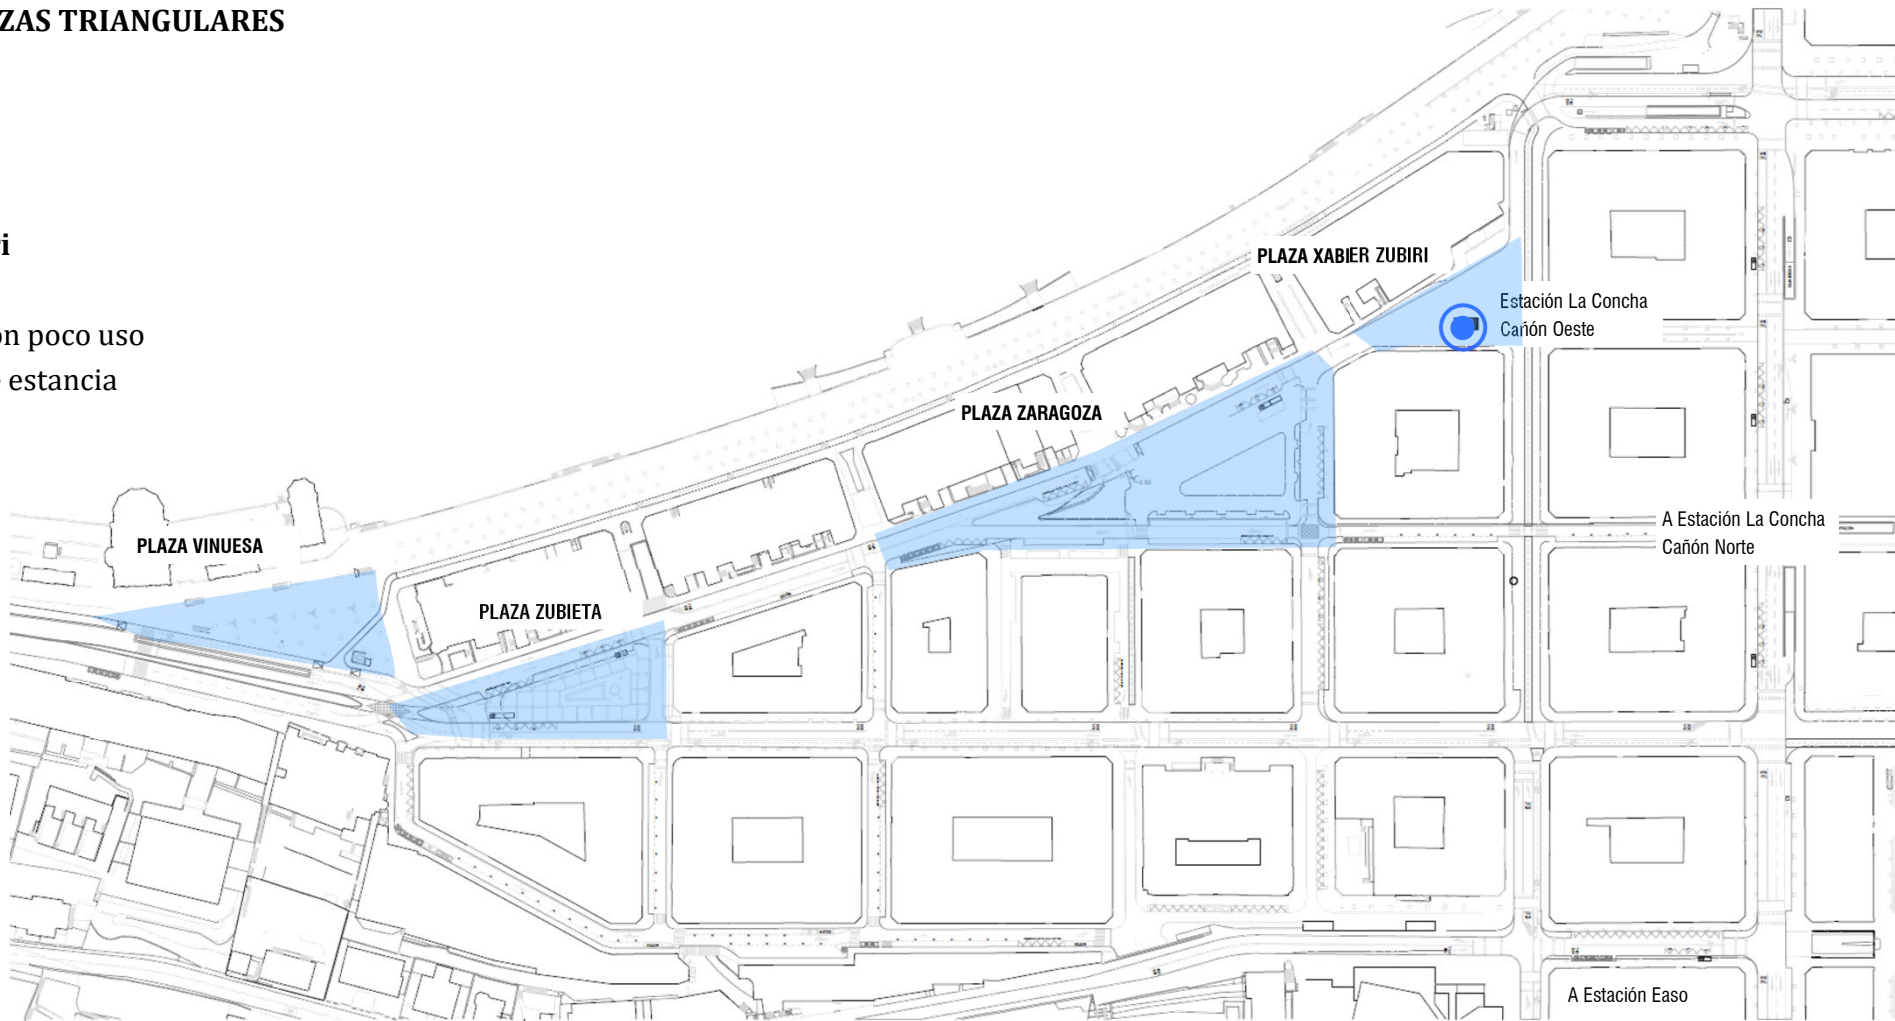 ZAS TRIANGULARES
i
on poco uso
estancia
PLAZA XABIER ZUBIRI
Estación La Concha
Cañón Oeste
PLAZA ZARAGOZA
A Estación La Concha
Cañón Norte
PLAZA VINUESA
PLAZA ZUBIETA
A Estación Easo